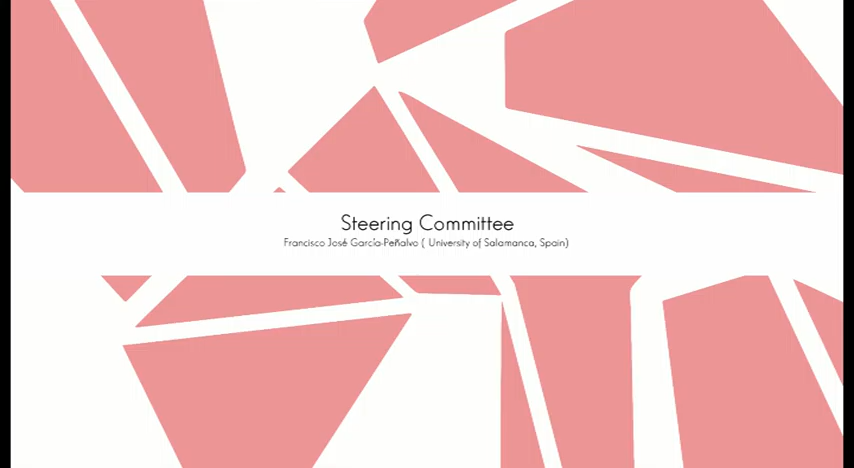 Steering Committee
Francisco José García-Peñalvo ( University of Salamanca, Spain)